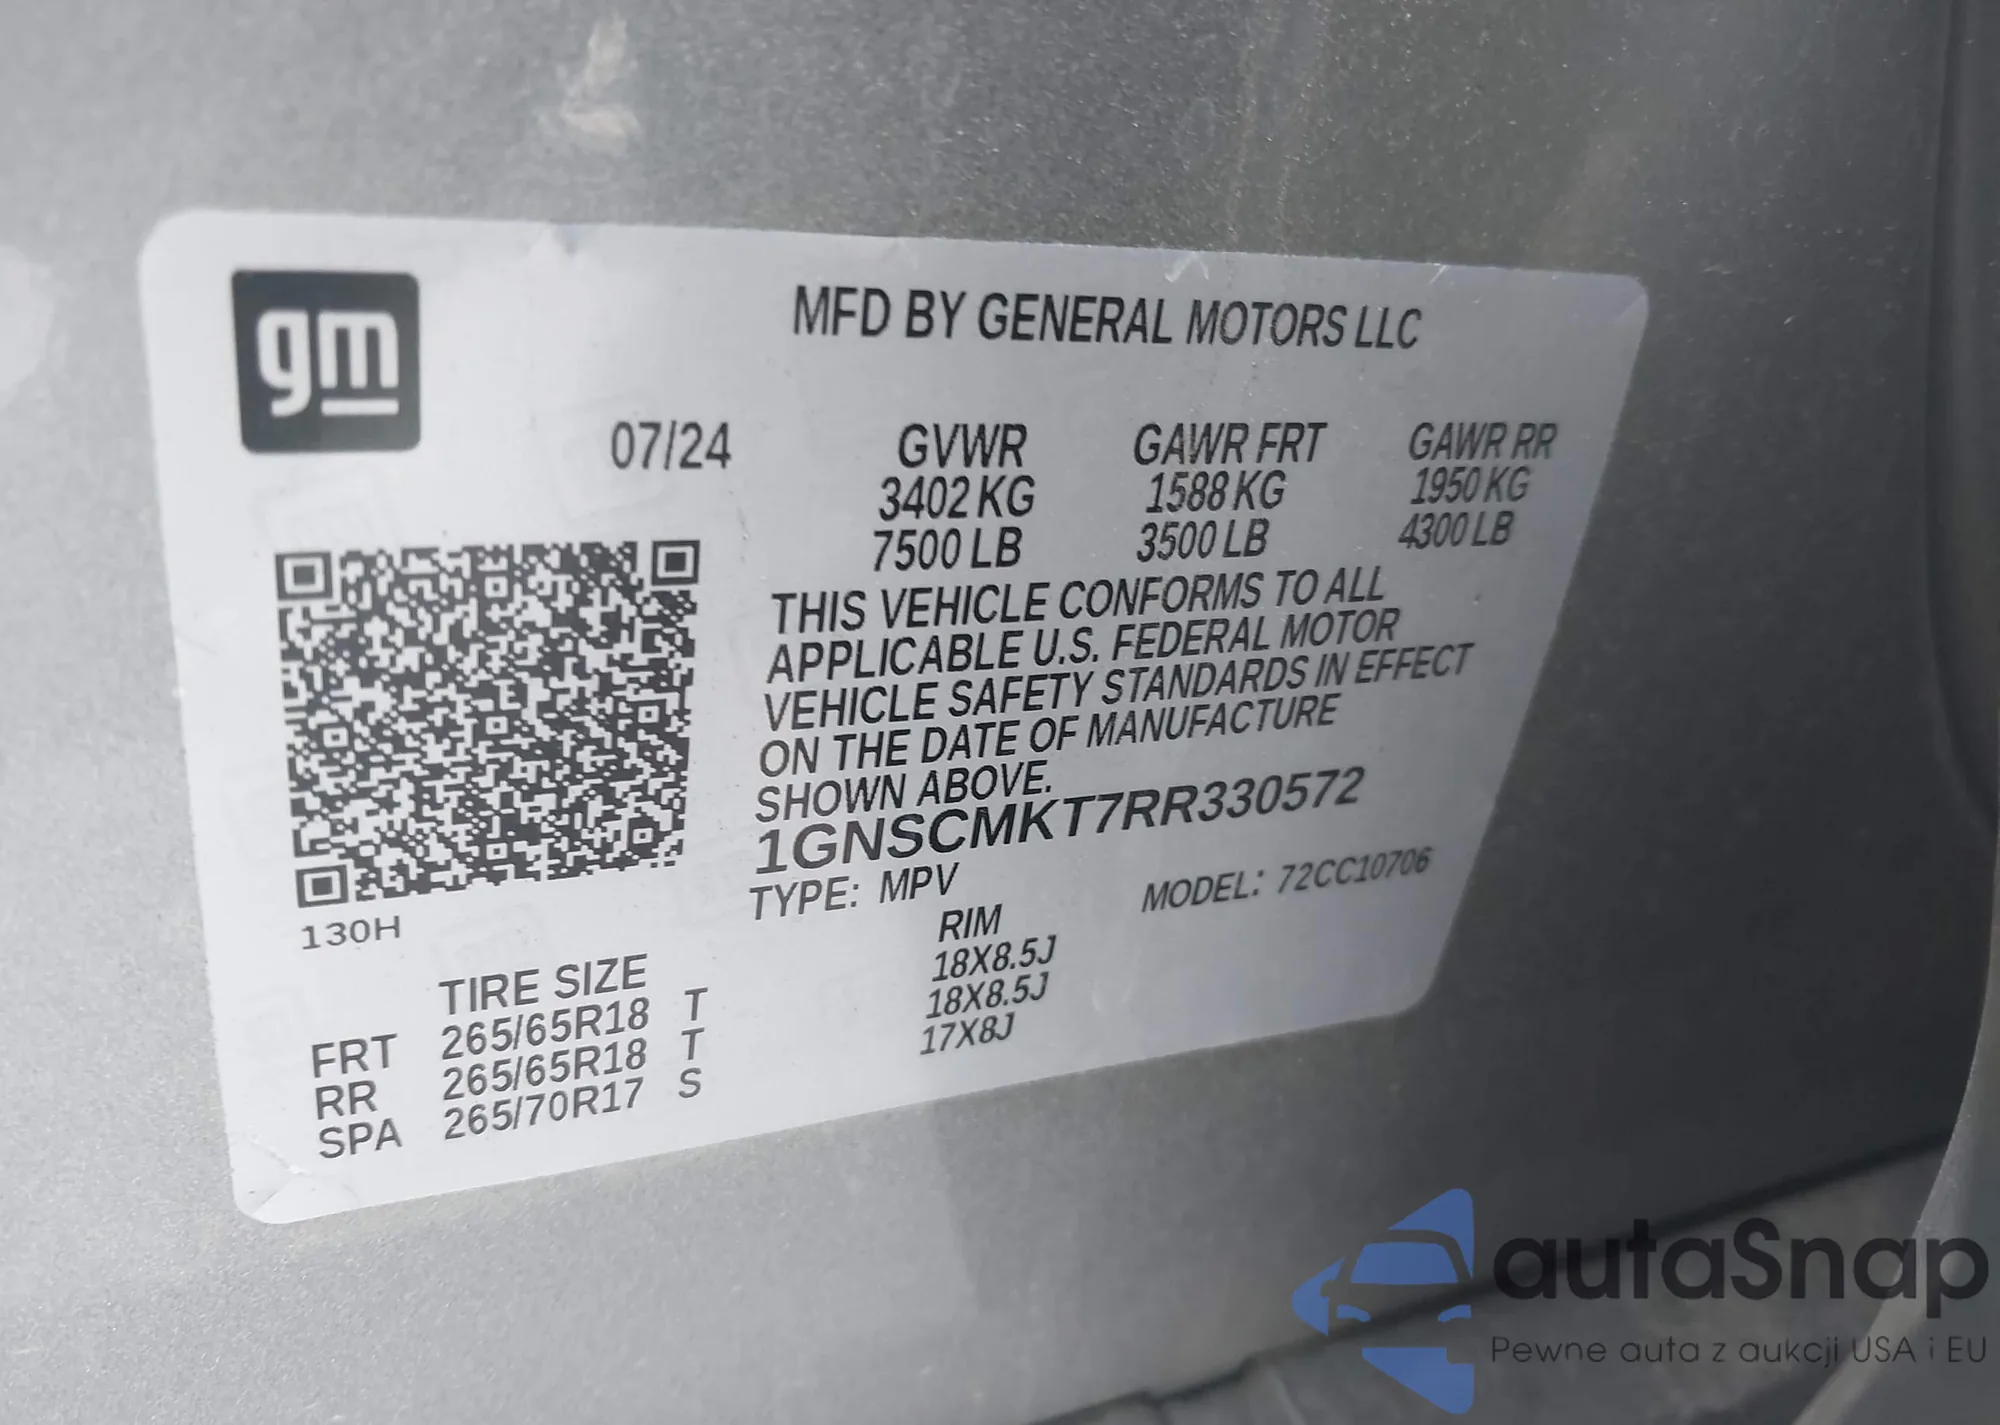 gm
MFD BY GENERAL MOTORS LLC
07/24 GVWR GAWR FRT GAWR RR
3402 KG 1588 KG 1950 KG
7500 LB 3500 LB 4300 LB
THIS VEHICLE CONFORMS TO ALL
APPLICABLE U.S. FEDERAL MOTOR
VEHICLE SAFETY STANDARDS IN EFFECT
ON THE DATE OF MANUFACTURE
SHOWN ABOVE.
1GNSCMKT7RR330572
TYPE: MPV MODEL: 72CC10706
130H
TIRE SIZE RIM
FRT 265/65R18 T 18X8.5J
RR 265/65R18 T 18X8.5J
SPA 265/70R17 S 17X8J
autaSnap
Pewne auta z aukcji USA i EU